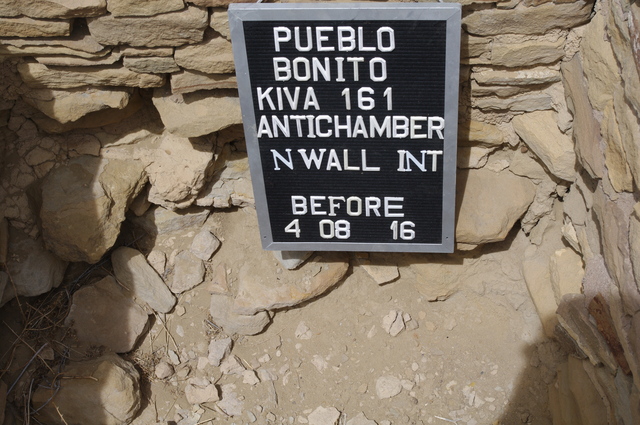 PUEBLO
BONITO
KIVA 161
ANTICHAMBER
N WALL INT
BEFORE
4 08 16